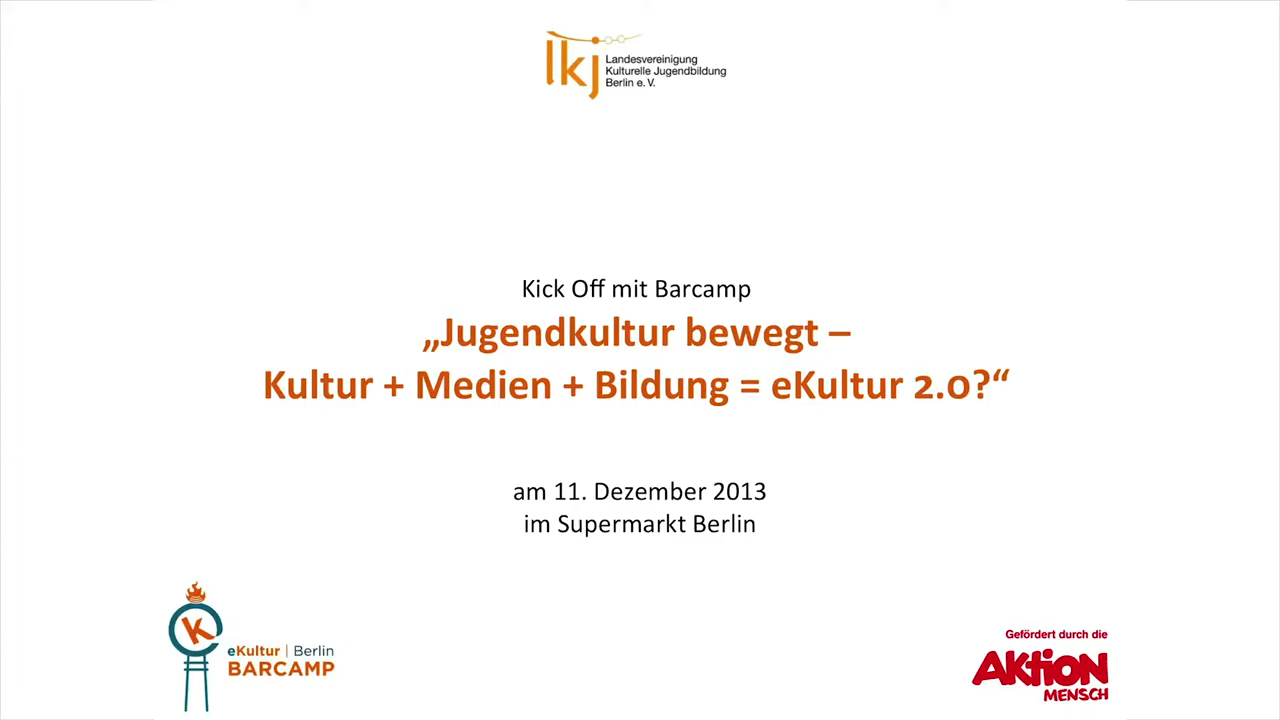 lkj
Landesvereinigung
Kulturelle Jugendbildung
Berlin e. V.
Kick Off mit Barcamp
„Jugendkultur bewegt –
Kultur + Medien + Bildung = eKultur 2.0?“
am 11. Dezember 2013
im Supermarkt Berlin
K
eKultur | Berlin
BARCAMP
Gefördert durch die
AKTION
MENSCH